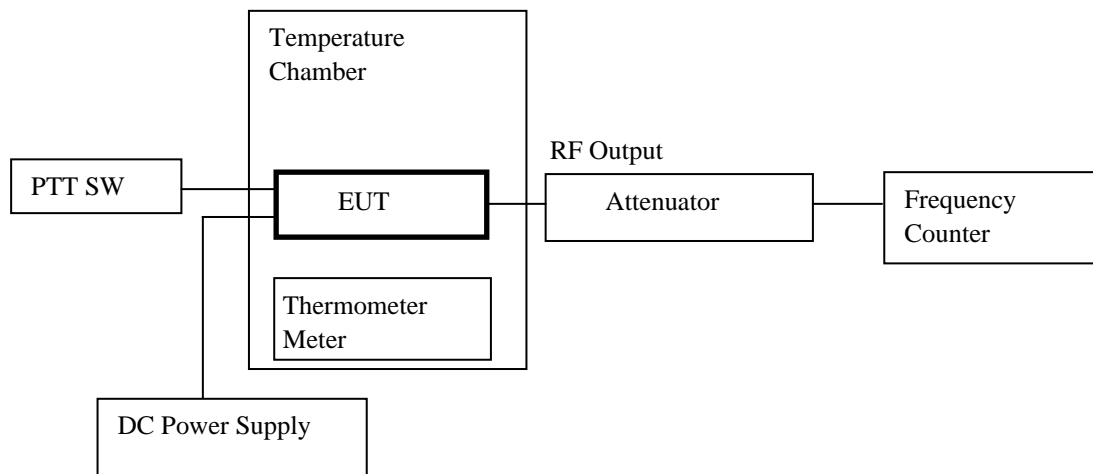 Temperature
Chamber
RF Output
PTT SW
EUT
Attenuator
Frequency
Counter
Thermometer
Meter
DC Power Supply